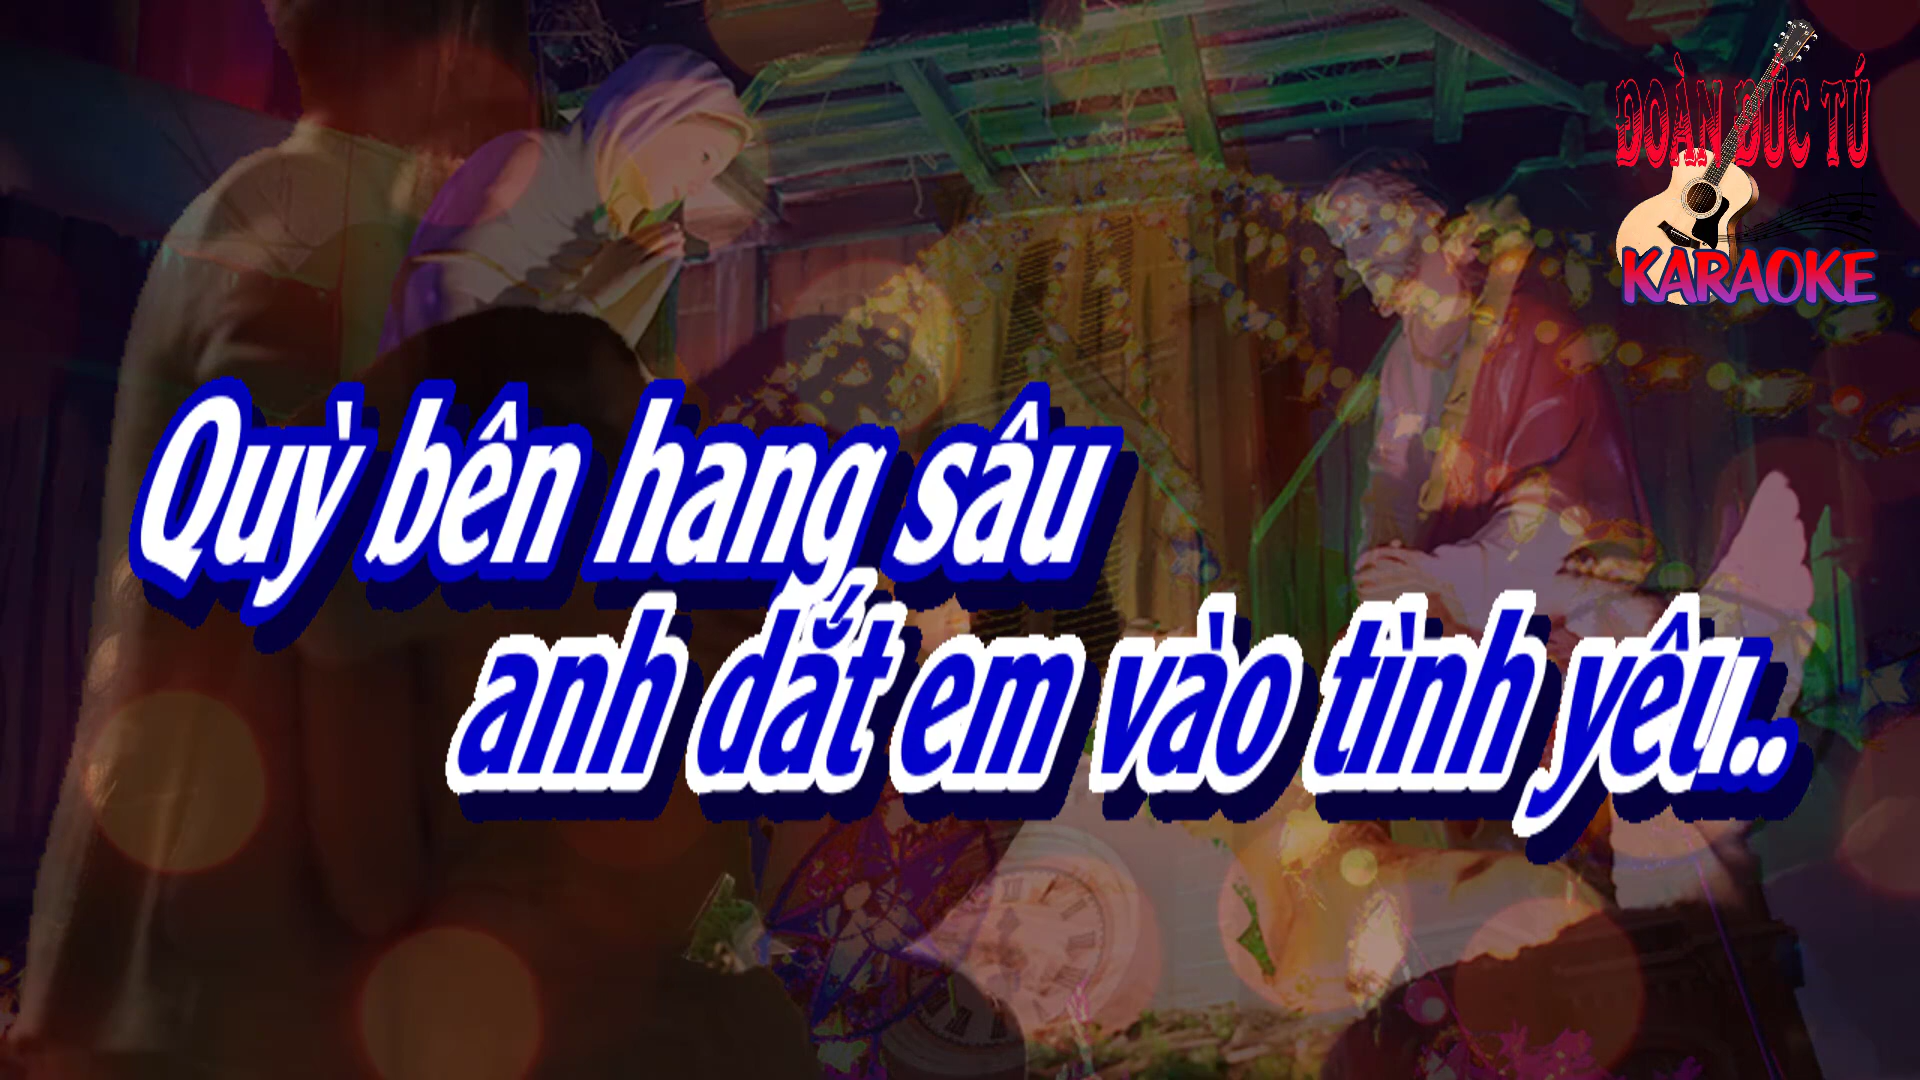 ĐOÀN ĐỨC TÚ
KARAOKE
Quỳ bên hang sâu
anh dắt em vào tình yêu..